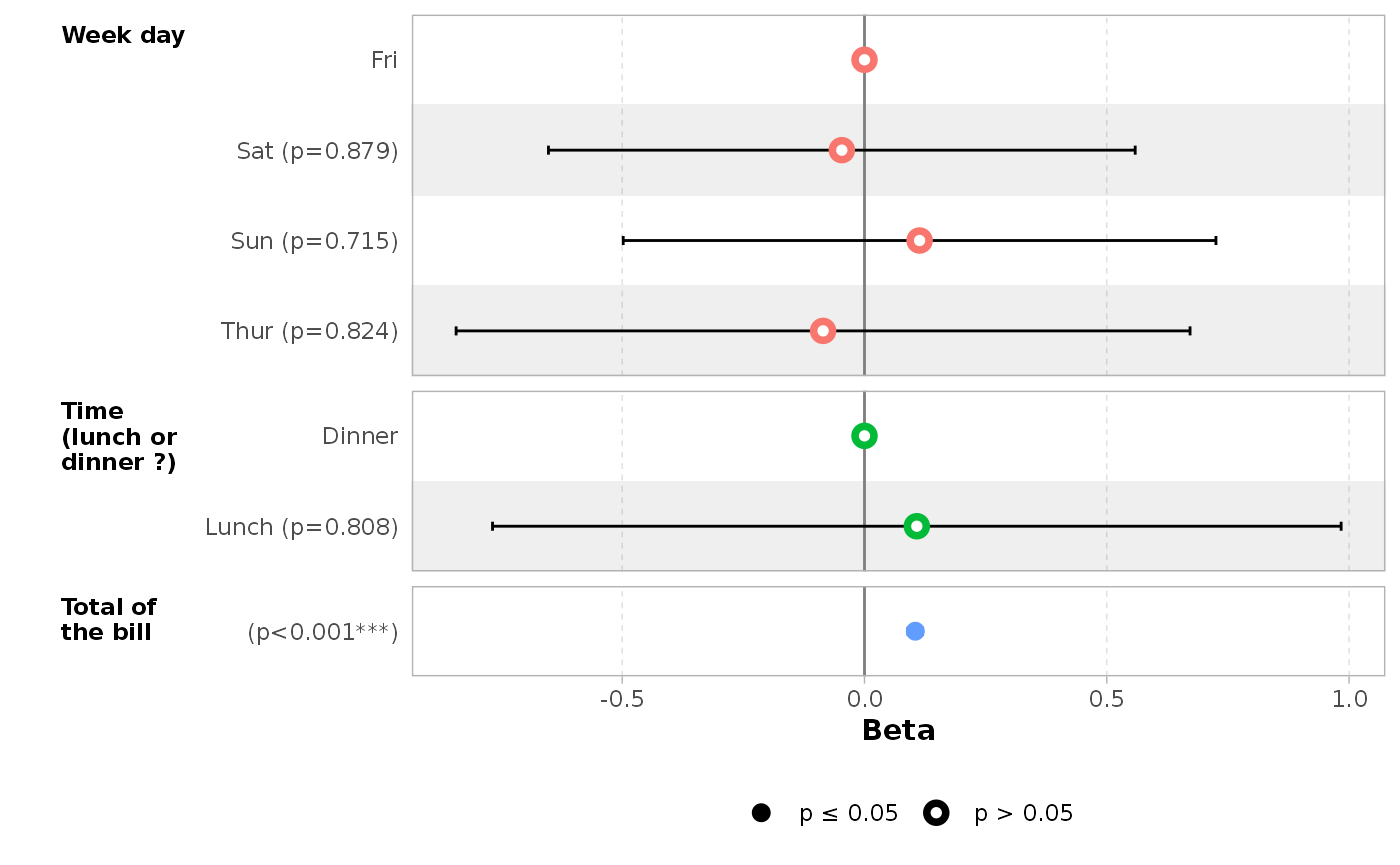 Week day
Fri
Sat (p=0.879)
Sun (p=0.715)
Thur (p=0.824)
Time
(lunch or
dinner ?)
Dinner
Lunch (p=0.808)
Total of
the bill
(p<0.001***)
-0.5 0.0 0.5 1.0
Beta
p ≤ 0.05 p > 0.05